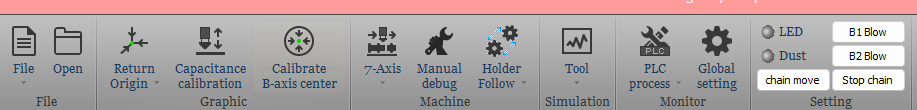 File
Open
File
Return
Origin
Capacitance
calibration
Calibrate
B-axis center
Graphic
7-Axis
Manual
debug
Holder
Follow
Machine
Tool
Simulation
PLC
PLC
process
Global
setting
Monitor
LED
B1 Blow
Dust
B2 Blow
chain move
Stop chain
Setting